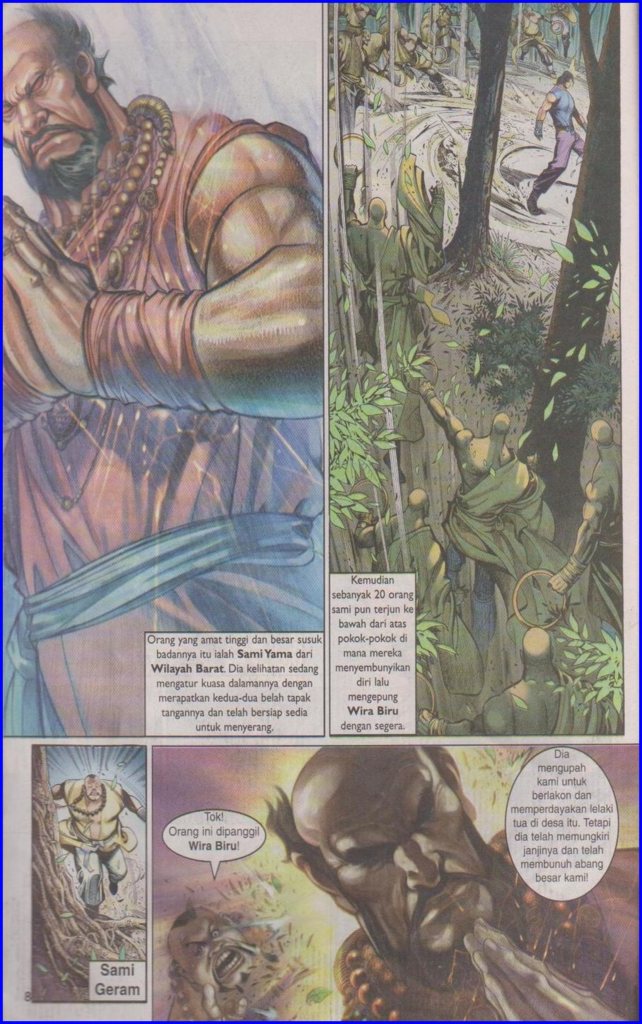 Orang yang amat tinggi dan besar susuk
badannya itu ialah Sami Yama dari
Wilayah Barat. Dia kelihatan sedang
mengatur kuasa dalamannya dengan
merapatkan kedua-dua belah tapak
tangannya dan telah bersiap sedia
untuk menyerang.
Kemudian
sebanyak 20 orang
sami pun terjun ke
bawah dari atas
pokok-pokok di
mana mereka
menyembunyikan
diri lalu
mengepung
Wira Biru
dengan segera.
Sami
Geram
Tok!
Orang ini dipanggil
Wira Biru!
Dia
mengupah
kami untuk
berlakon dan
memperdayakan lelaki
tua di desa itu. Tetapi
dia telah memungkiri
janjinya dan telah
membunuh abang
besar kami!
8